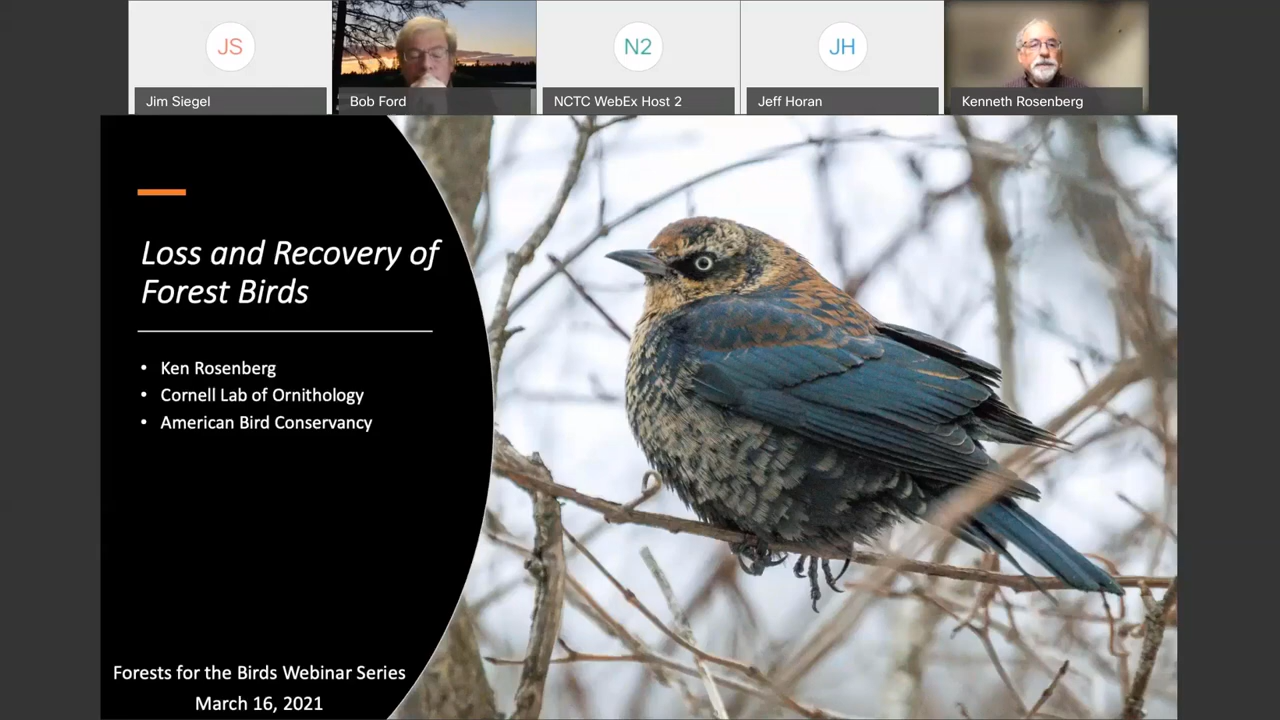 JS
Jim Siegel
Bob Ford
N2
NCTC WebEx Host 2
JH
Jeff Horan
Kenneth Rosenberg
Loss and Recovery of
Forest Birds
• Ken Rosenberg
• Cornell Lab of Ornithology
• American Bird Conservancy
Forests for the Birds Webinar Series
March 16, 2021